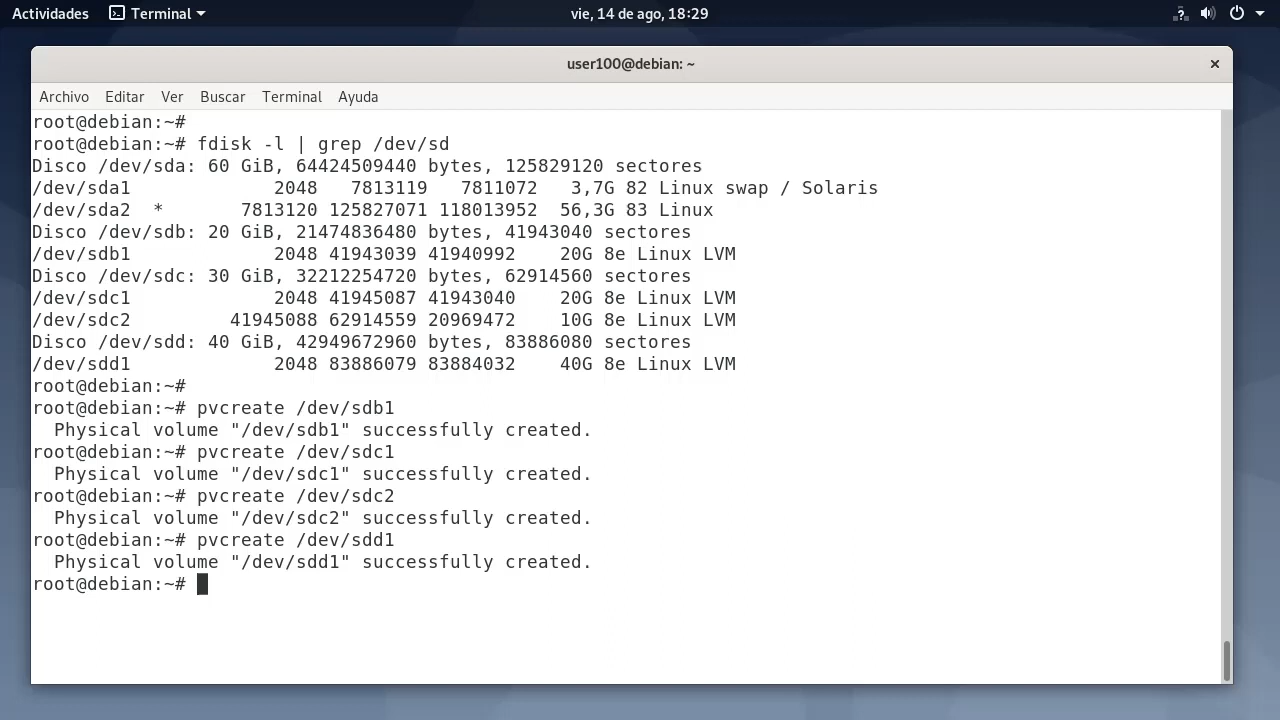 Actividades Terminal vie, 14 de ago, 18:29
user100@debian: ~
Archivo Editar Ver Buscar Terminal Ayuda
root@debian:~#
root@debian:~# fdisk -l | grep /dev/sd
Disco /dev/sda: 60 GiB, 64424509440 bytes, 125829120 sectores
/dev/sda1             2048   7813119   7811072   3,7G 82 Linux swap / Solaris
/dev/sda2  *       7813120 125827071 118013952  56,3G 83 Linux
Disco /dev/sdb: 20 GiB, 21474836480 bytes, 41943040 sectores
/dev/sdb1             2048 41943039 41940992    20G 8e Linux LVM
Disco /dev/sdc: 30 GiB, 32212254720 bytes, 62914560 sectores
/dev/sdc1             2048 41945087 41943040    20G 8e Linux LVM
/dev/sdc2         41945088 62914559 20969472    10G 8e Linux LVM
Disco /dev/sdd: 40 GiB, 42949672960 bytes, 83886080 sectores
/dev/sdd1             2048 83886079 83884032    40G 8e Linux LVM
root@debian:~#
root@debian:~# pvcreate /dev/sdb1
  Physical volume "/dev/sdb1" successfully created.
root@debian:~# pvcreate /dev/sdc1
  Physical volume "/dev/sdc1" successfully created.
root@debian:~# pvcreate /dev/sdc2
  Physical volume "/dev/sdc2" successfully created.
root@debian:~# pvcreate /dev/sdd1
  Physical volume "/dev/sdd1" successfully created.
root@debian:~#